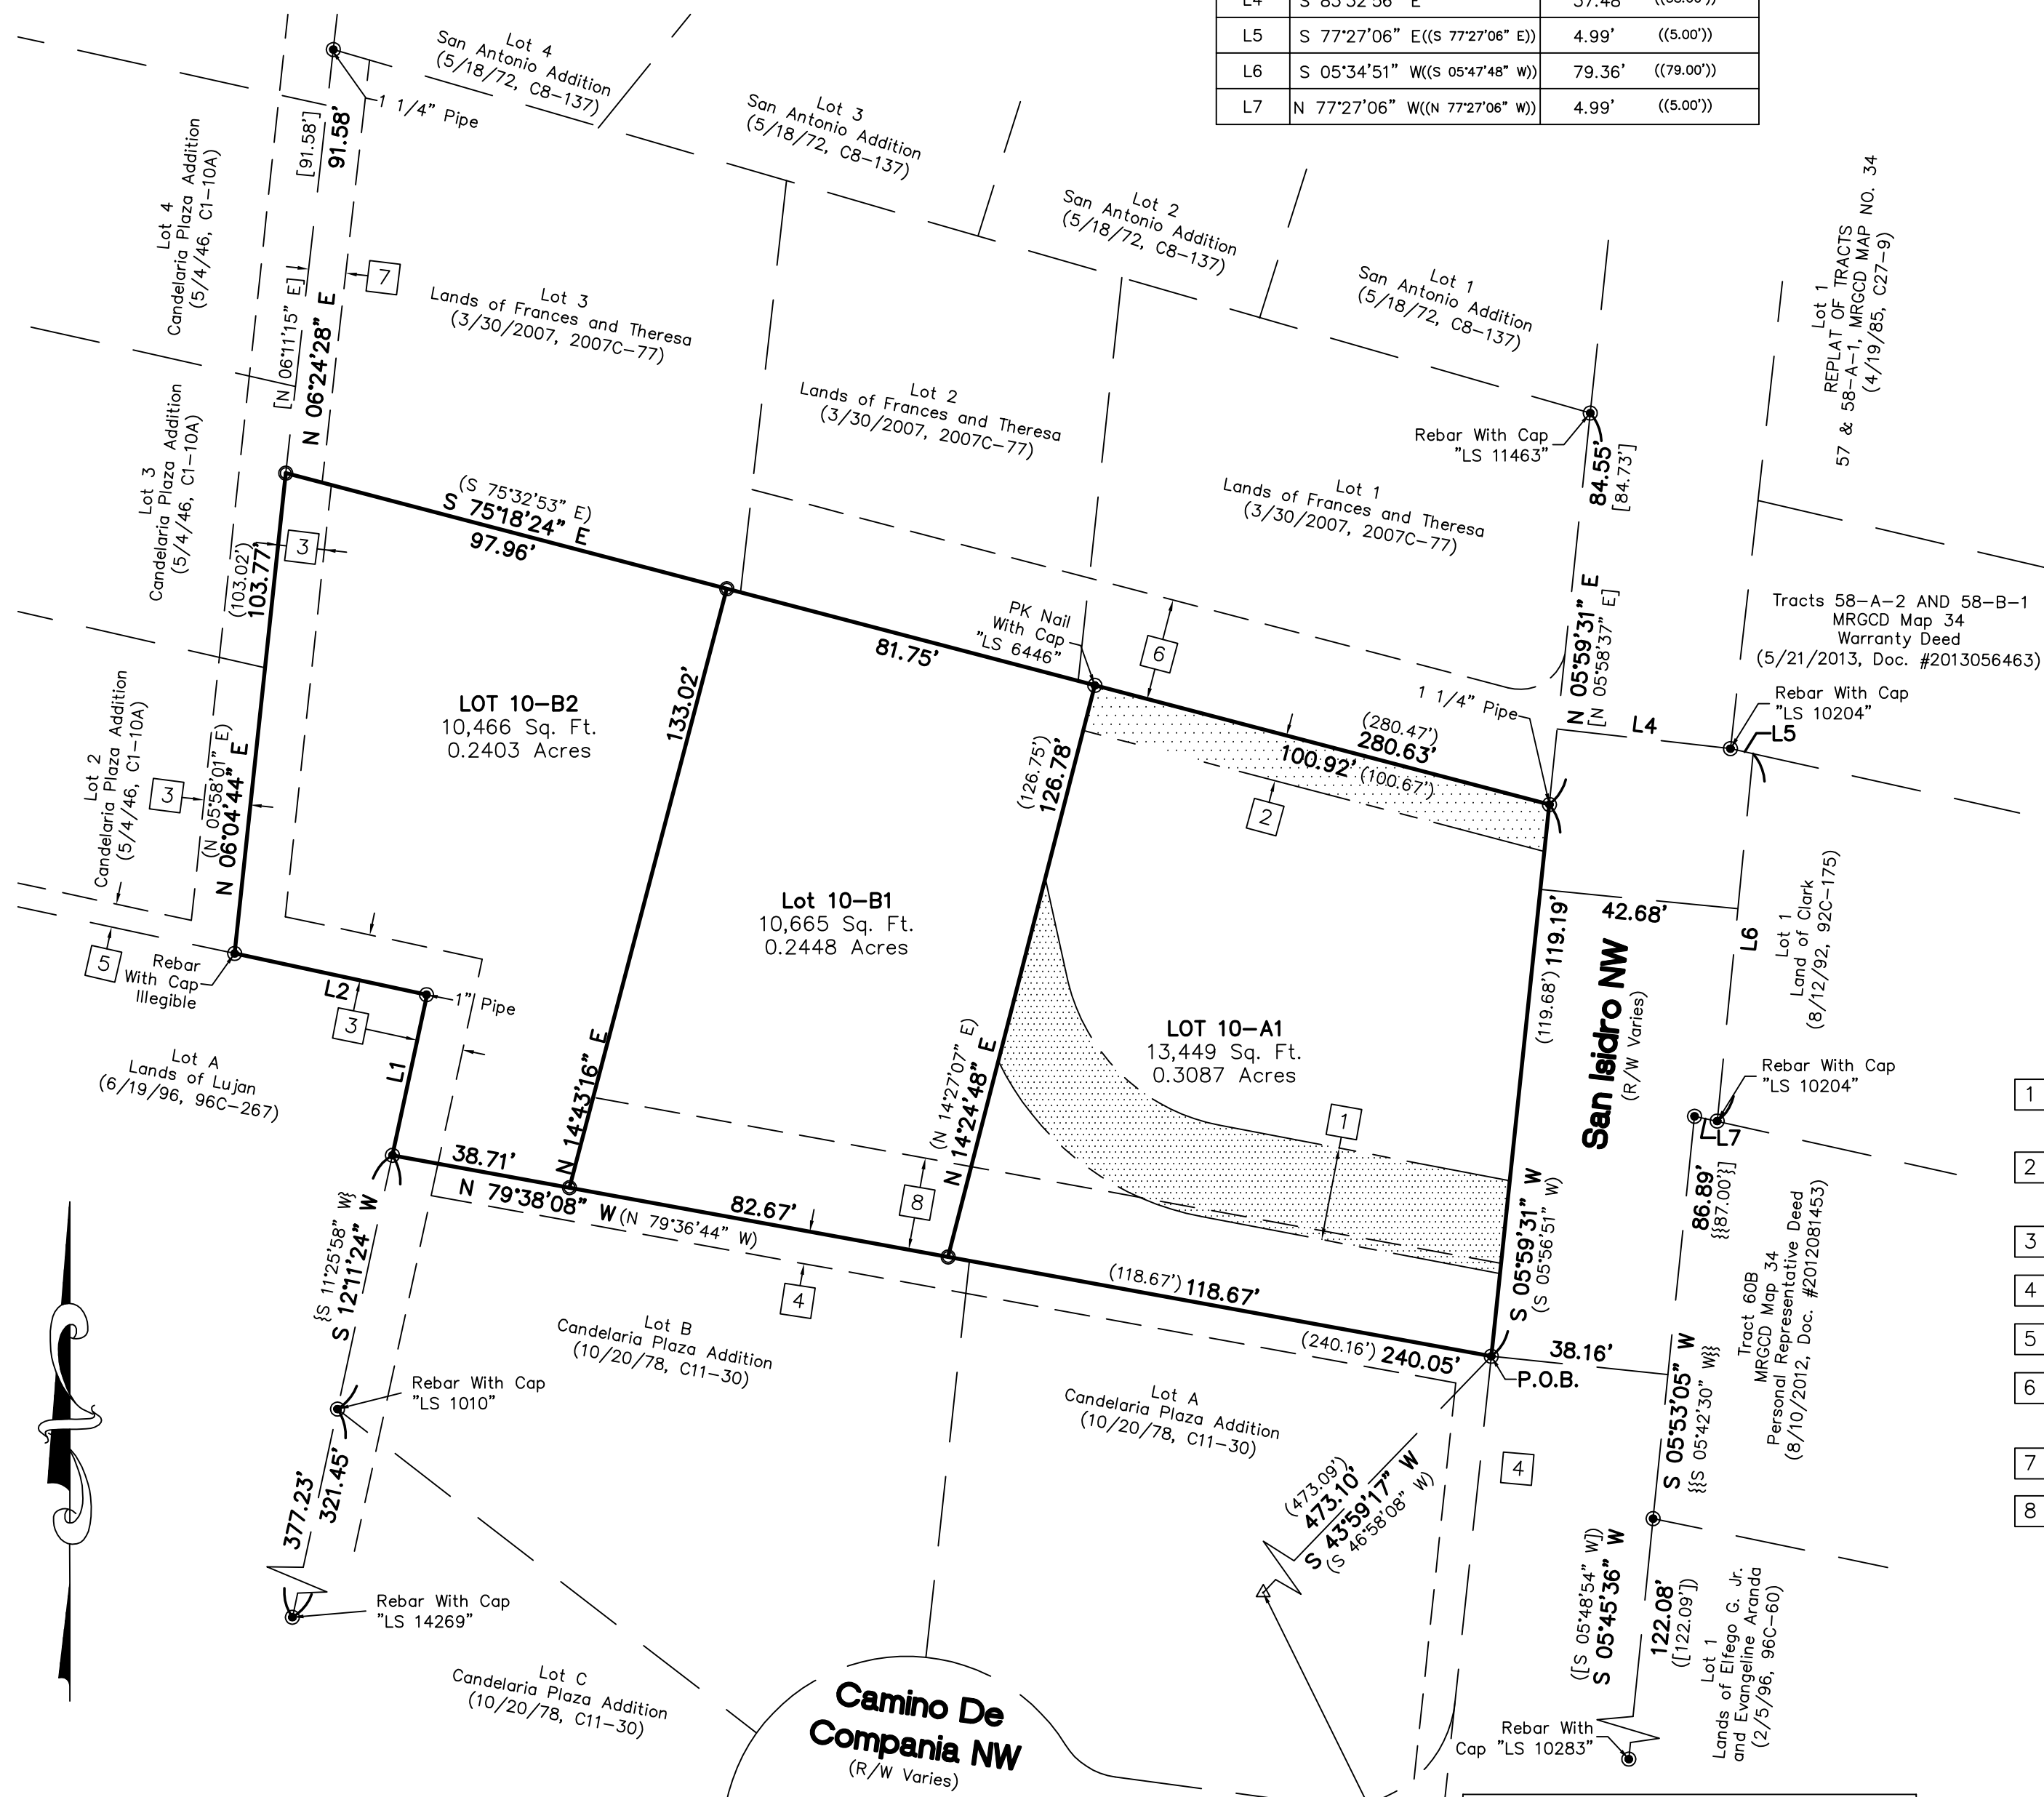 L5 S 77°27'06" E((S 77°27'06" E)) 4.99' ((5.00'))
L6 S 05°34'51" W((S 05°47'48" W)) 79.36' ((79.00'))
L7 N 77°27'06" W((N 77°27'06" W)) 4.99' ((5.00'))
Lot 4
San Antonio Addition
(5/18/72, C8-137)
1 1/4" Pipe
[91.58']
91.58'
Lot 3
San Antonio Addition
(5/18/72, C8-137)
Lot 2
San Antonio Addition
(5/18/72, C8-137)
Lot 1
San Antonio Addition
(5/18/72, C8-137)
Lot 1
REPLAT OF TRACTS
57 & 58-A-1, MRGCD MAP NO. 34
(4/19/85, C27-9)
Lot 4
Candelaria Plaza Addition
(5/4/46, C1-10A)
[N 06°11'15" E]
N 06°24'28" E
7
Lot 3
Lands of Frances and Theresa
(3/30/2007, 2007C-77)
Lot 2
Lands of Frances and Theresa
(3/30/2007, 2007C-77)
Lot 1
Lands of Frances and Theresa
(3/30/2007, 2007C-77)
Rebar With Cap
"LS 11463"
84.55'
[84.73']
Lot 3
Candelaria Plaza Addition
(5/4/46, C1-10A)
(S 75°32'53" E)
S 75°18'24" E
97.96'
3
(103.02')
103.77'
81.75'
PK Nail
With Cap
"LS 6446"
6
N 05°59'31" E
[N 05°58'37" E]
Tracts 58-A-2 AND 58-B-1
MRGCD Map 34
Warranty Deed
(5/21/2013, Doc. #2013056463)
Rebar With Cap
"LS 10204"
1 1/4" Pipe
L4
L5
LOT 10-B2
10,466 Sq. Ft.
0.2403 Acres
133.02'
(280.47')
280.63'
100.92' (100.67')
2
(126.75')
126.78'
Lot 2
Candelaria Plaza Addition
(5/4/46, C1-10A)
3
(N 05°58'01" E)
N 06°04'44" E
Lot 10-B1
10,665 Sq. Ft.
0.2448 Acres
42.68'
L6
Lot 1
Land of Clark
(8/12/92, 92C-175)
(119.68') 119.19'
San Isidro NW
(R/W Varies)
5
Rebar
With Cap
Illegible
L2
1" Pipe
3
L1
LOT 10-A1
13,449 Sq. Ft.
0.3087 Acres
Lot A
Lands of Lujan
(6/19/96, 96C-267)
Rebar With Cap
"LS 10204"
L7
1
1
N 14°43'16" E
(N 14°27'07" E)
N 14°24'48" E
38.71'
N 79°38'08" W (N 79°36'44" W)
82.67'
8
2
S 05°59'31" W
(S 05°56'51" W)
86.89'
{{87.00'}}
Tract 60B
MRGCD Map 34
Personal Representative Deed
(8/10/2012, Doc. #2012081453)
{{S 11°25'58" W}}
S 12°11'24" W
3
4
5
6
7
8
4
(118.67') 118.67'
(240.16') 240.05'
38.16'
P.O.B.
Lot B
Candelaria Plaza Addition
(10/20/78, C11-30)
Rebar With Cap
"LS 1010"
Lot A
Candelaria Plaza Addition
(10/20/78, C11-30)
S 05°53'05" W
{{S 05°42'30" W}}
4
377.23'
321.45'
(473.09')
473.10'
S 43°59'17" W
(S 46°58'08" W)
([S 05°48'54" W])
S 05°45'36" W
122.08'
([122.09'])
Lot 1
Lands of Elfego G. Jr.
and Evangeline Aranda
(2/5/96, 96C-60)
Rebar With Cap
"LS 14269"
Lot C
Candelaria Plaza Addition
(10/20/78, C11-30)
Camino De
Compania NW
(R/W Varies)
Rebar With
Cap "LS 10283"